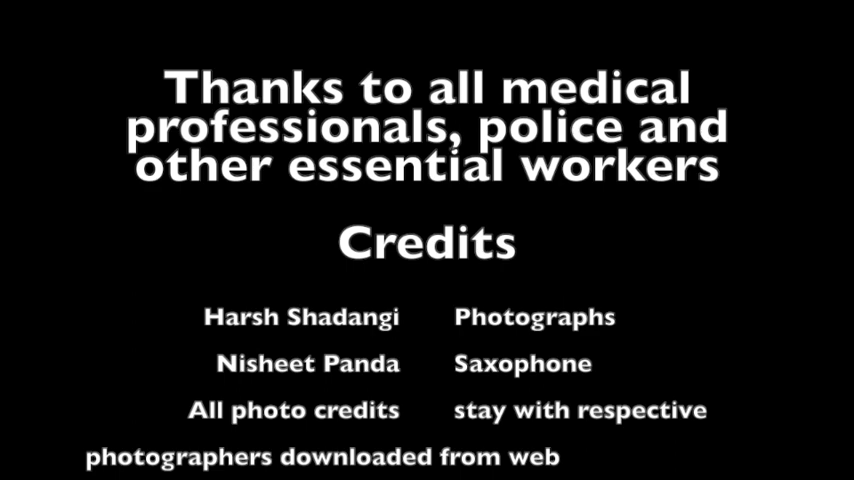 Thanks to all medical
professionals, police and
other essential workers
Credits
Harsh Shadangi Photographs
Nisheet Panda Saxophone
All photo credits stay with respective
photographers downloaded from web